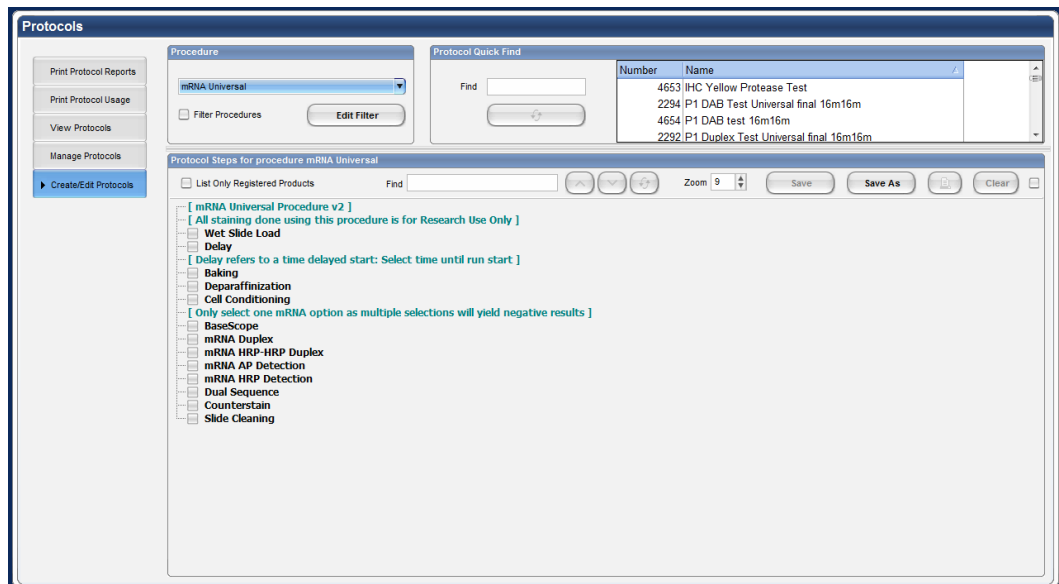 Protocols
Print Protocol Reports
Print Protocol Usage
View Protocols
Manage Protocols
Create/Edit Protocols
Procedure
mRNA Universal
Filter Procedures
Edit Filter
Protocol Quick Find
Find
Number Name
4653 IHC Yellow Protease Test
2294 P1 DAB Test Universal final 16m16m
4654 P1 DAB test 16m16m
2292 P1 Duplex Test Universal final 16m16m
Protocol Steps for procedure mRNA Universal
List Only Registered Products Find Zoom 9 Save Save As Clear
[ mRNA Universal Procedure v2 ]
[ All staining done using this procedure is for Research Use Only ]
Wet Slide Load
Delay
[ Delay refers to a time delayed start: Select time until run start ]
Baking
Deparaffinization
Cell Conditioning
[ Only select one mRNA option as multiple selections will yield negative results ]
BaseScope
mRNA Duplex
mRNA HRP-HRP Duplex
mRNA AP Detection
mRNA HRP Detection
Dual Sequence
Counterstain
Slide Cleaning